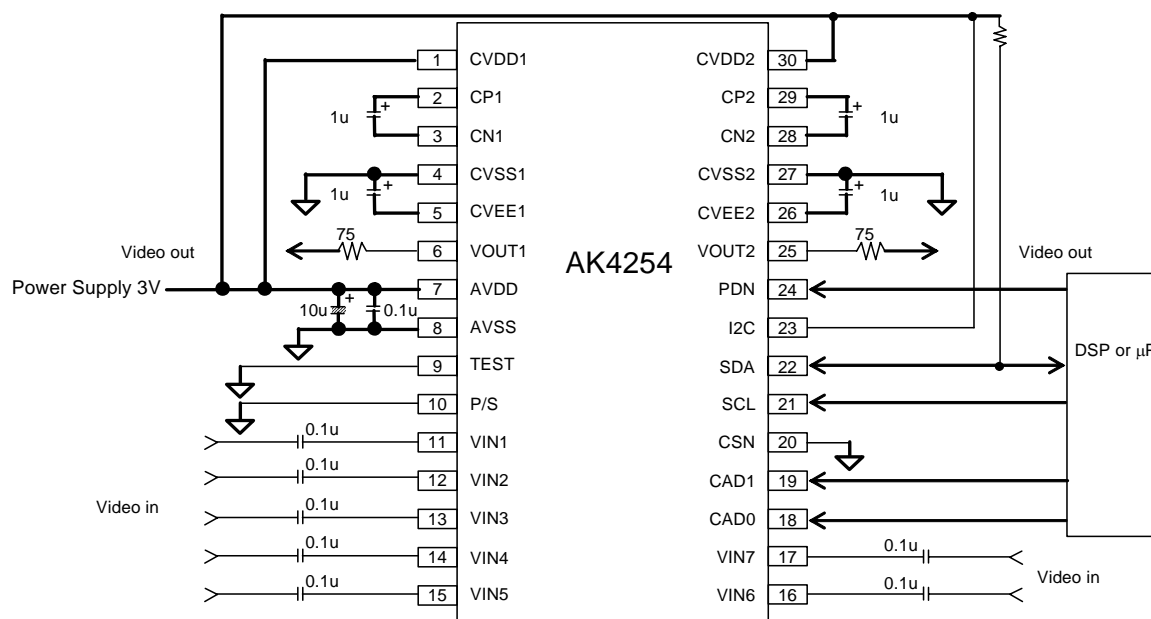 1 CVDD1 CVDD2 30
2 CP1 CP2 29
1u + + 1u
3 CN1 CN2 28
4 CVSS1 CVSS2 27
1u + + 1u
5 CVEE1 CVEE2 26
75 6 VOUT1 VOUT2 25 75
Video out AK4254 Video out
Power Supply 3V 7 AVDD PDN 24
10u + 0.1u
8 AVSS I2C 23
DSP or μP
9 TEST SDA 22
10 P/S SCL 21
0.1u 11 VIN1 CSN 20
0.1u 12 VIN2 CAD1 19
Video in
0.1u 13 VIN3 CAD0 18
0.1u 14 VIN4 VIN7 17 0.1u
Video in
0.1u 15 VIN5 VIN6 16 0.1u